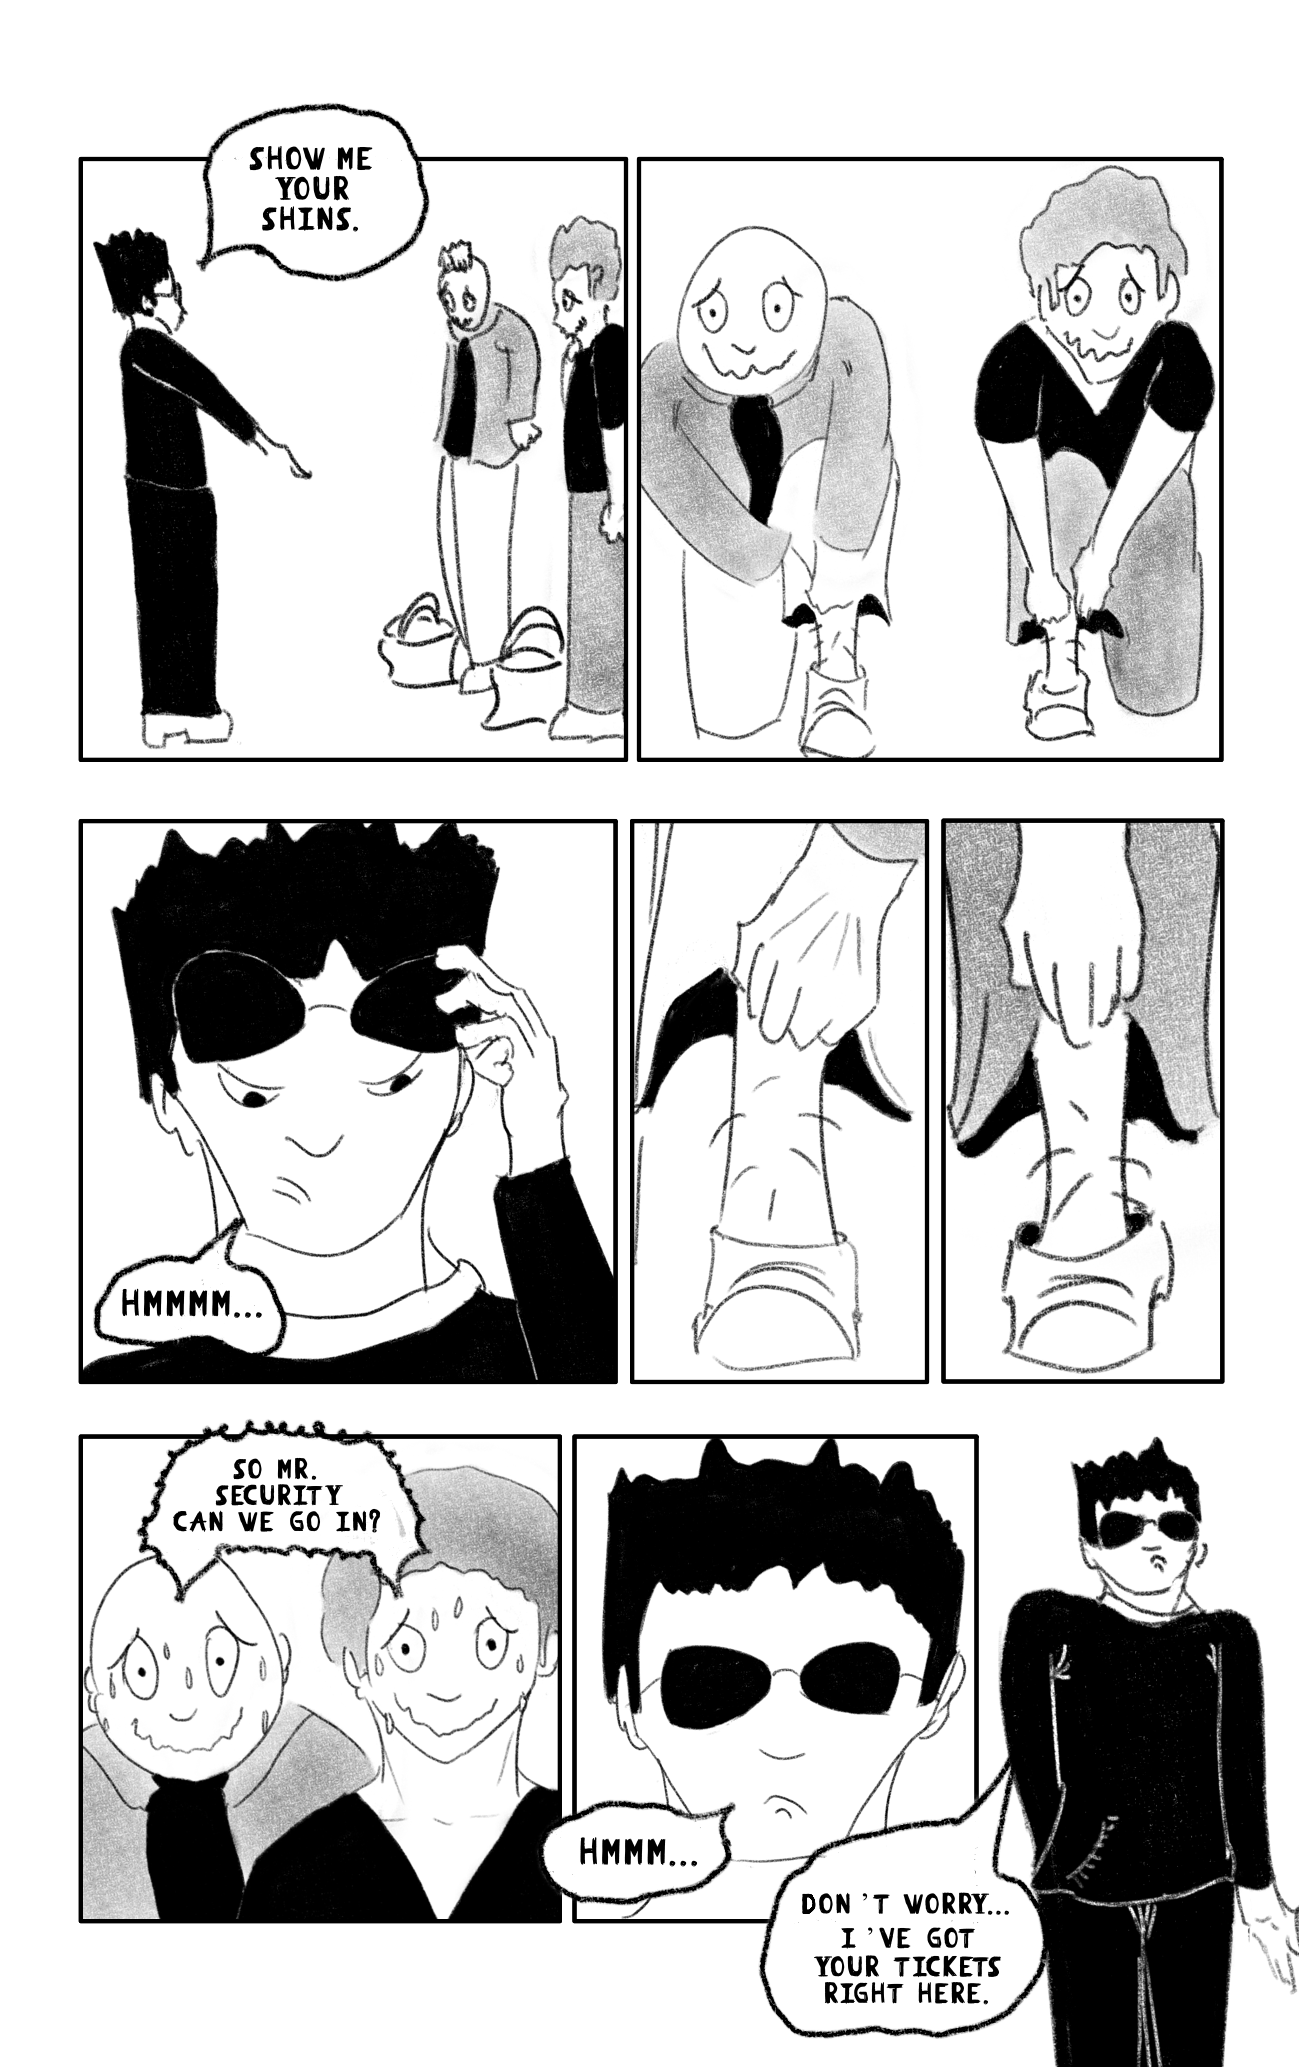 SHOW ME
YOUR
SHINS.
HMMMM...
SO MR.
SECURITY
CAN WE GO IN?
HMMM...
DON'T WORRY...
I'VE GOT
YOUR TICKETS
RIGHT HERE.